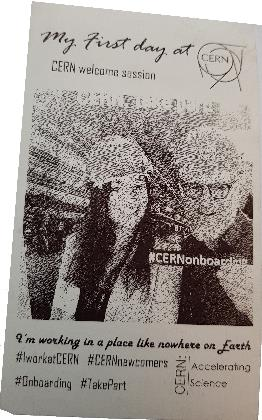 My First day at
CERN
CERN welcome session
#CERNonboarding
I'm working in a place like nowhere on Earth
#IworkatCERN #CERNnewcomers
#Onboarding #TakePart
CERN:
Accelerating
Science